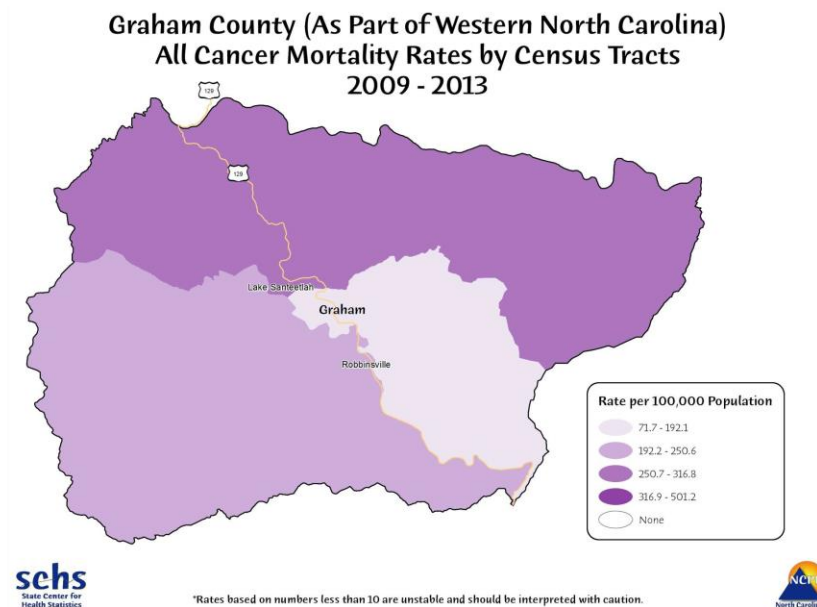 Graham County (As Part of Western North Carolina)
All Cancer Mortality Rates by Census Tracts
2009 - 2013
129
129
Lake Santeetlah
Graham
Robbinsville
Rate per 100,000 Population
71.7 - 192.1
192.2 - 250.6
250.7 - 316.8
316.9 - 501.2
None
schs
State Center for
Health Statistics
*Rates based on numbers less than 10 are unstable and should be interpreted with caution.
North Carolina